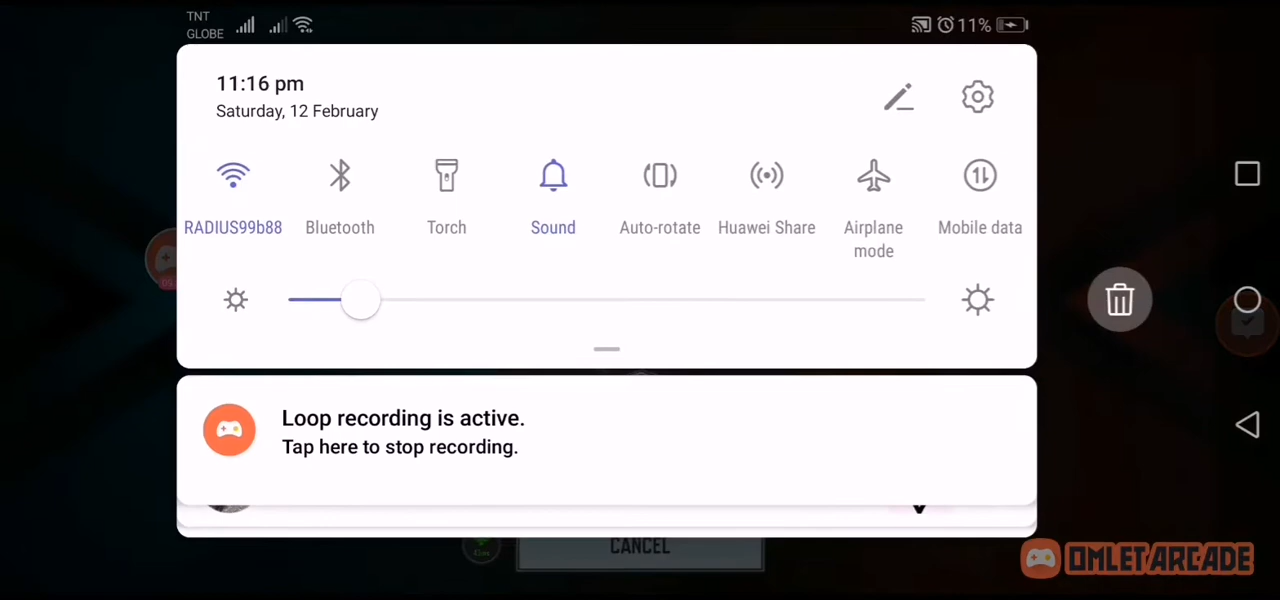 TNT
GLOBE
11%
11:16 pm
Saturday, 12 February
RADIUS99b88
Bluetooth
Torch
Sound
Auto-rotate
Huawei Share
Airplane
mode
Mobile data
Loop recording is active.
Tap here to stop recording.
CANCEL
OMLET ARCADE